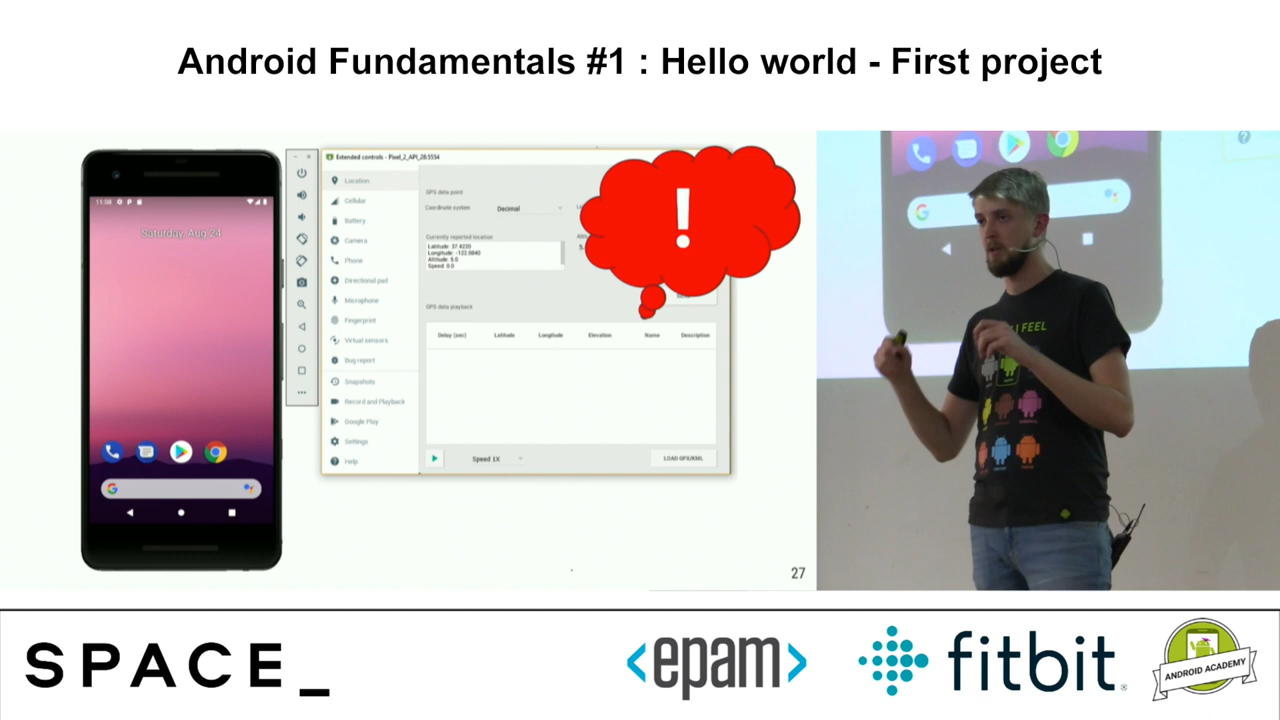 Android Fundamentals #1 : Hello world - First project
11:58
Saturday, Aug 24
Extended controls - Pixel_2_API_28:5554
Location
Cellular
Battery
Camera
Phone
Directional pad
Microphone
Fingerprint
Virtual sensors
Bug report
Snapshots
Record and Playback
Google Play
Settings
Help
GPS data point
Coordinate system
Decimal
Currently reported location
Latitude: 37.4220
Longitude: -122.0840
Altitude: 5.0
Speed: 0.0
!
GPS data playback
Delay (sec) Latitude Longitude Elevation Name Description
Speed 1X
LOAD GPX/KML
27
I FEEL
SPACE_
<epam>
fitbit
ANDROID ACADEMY